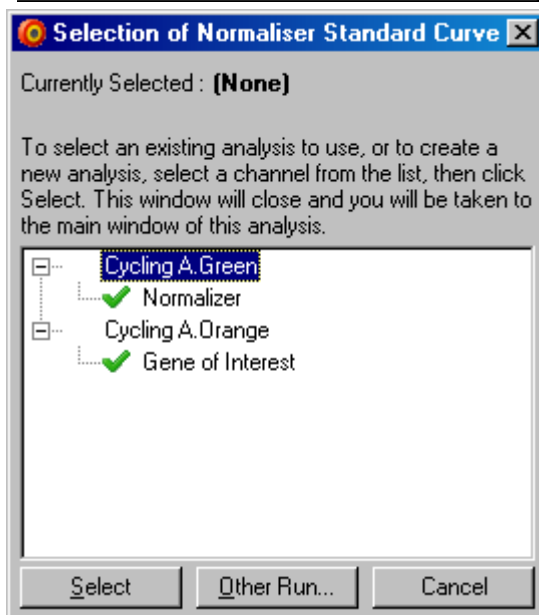 Selection of Normaliser Standard Curve
Currently Selected : (None)
To select an existing analysis to use, or to create a
new analysis, select a channel from the list, then click
Select. This window will close and you will be taken to
the main window of this analysis.
Cycling A.Green
Normalizer
Cycling A.Orange
Gene of Interest
Select Other Run... Cancel